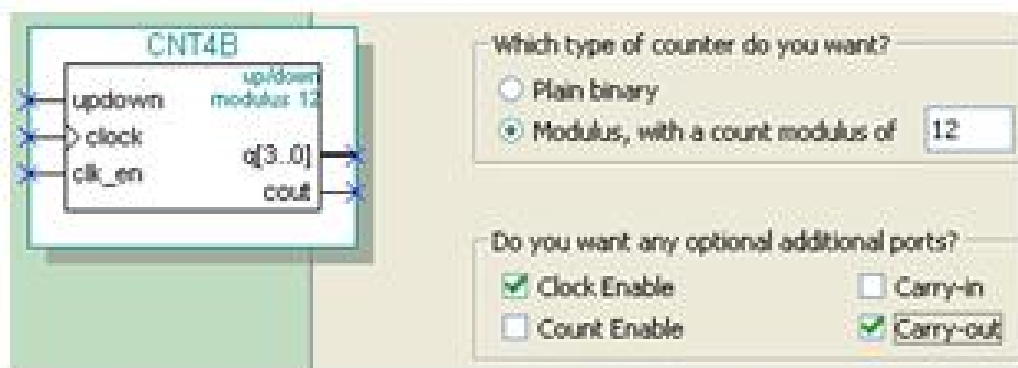 CNT4B
up/down
modulus 12
updown
clock
clk_en
q[3..0]
cout
Which type of counter do you want?
Plain binary
Modulus, with a count modulus of 12
Do you want any optional additional ports?
Clock Enable
Carry-in
Count Enable
Carry-out